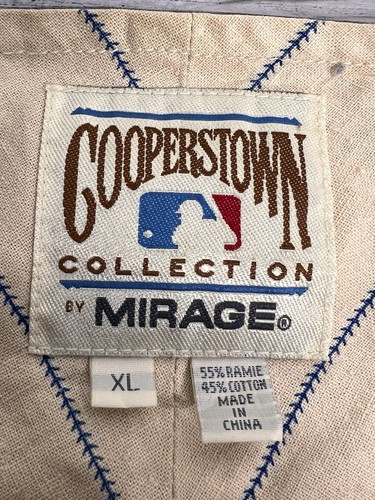 COOPERSTOWN
COLLECTION
BY MIRAGE®
XL
55% RAMIE
45% COTTON
MADE
IN
CHINA